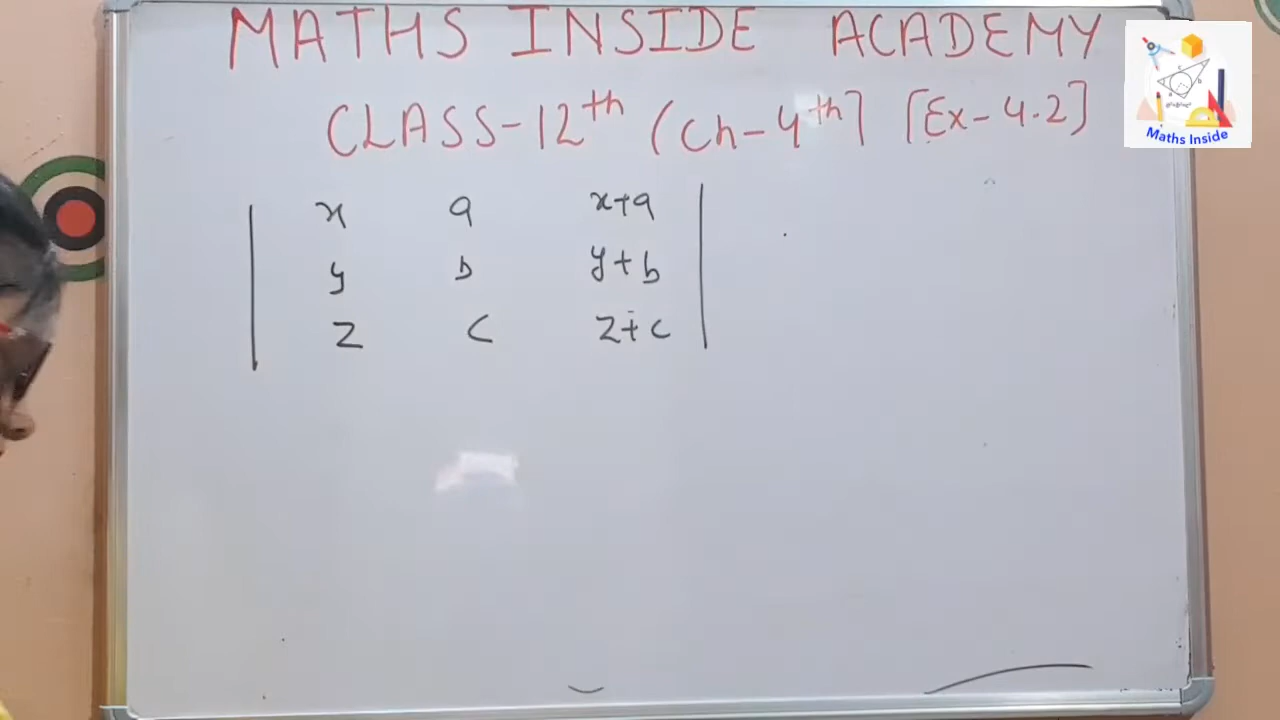 MATHS INSIDE ACADEMY
CLASS-12th (Ch-4th] [Ex-4.2]
x a x+a
y b y+b
z c z+c
Maths Inside